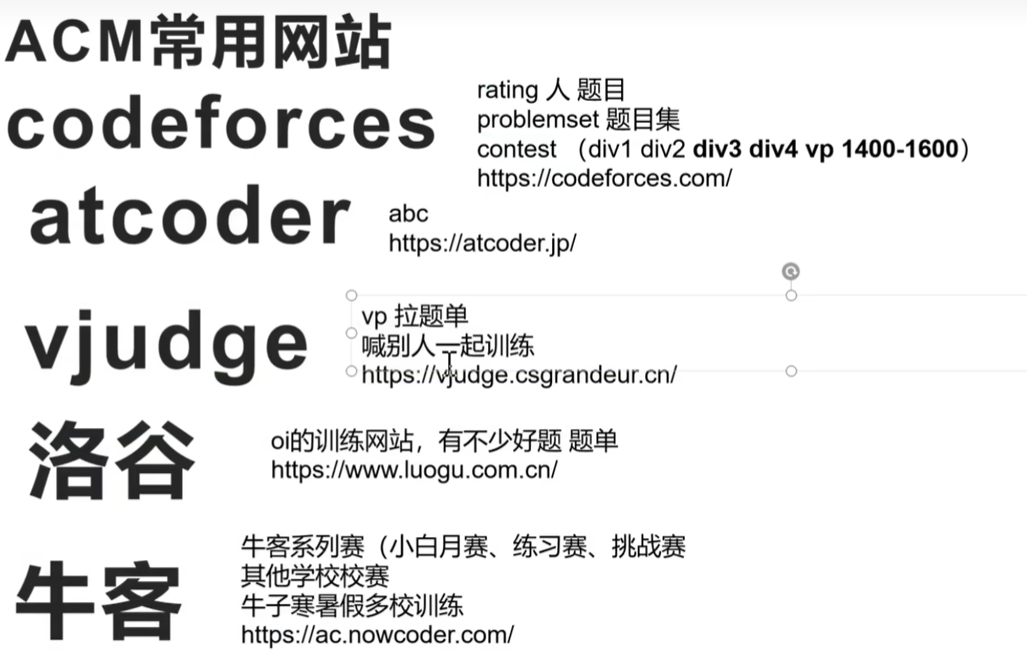 ACM常用网站
codeforces
rating 人 题目
problemset 题目集
contest （div1 div2 div3 div4 vp 1400-1600）
https://codeforces.com/
atcoder
abc
https://atcoder.jp/
vjudge
vp 拉题单
喊别人一起训练
https://vjudge.csgrandeur.cn/
洛谷
oi的训练网站，有不少好题 题单
https://www.luogu.com.cn/
牛客
牛客系列赛（小白月赛、练习赛、挑战赛
其他学校校赛
牛子寒暑假多校训练
https://ac.nowcoder.com/